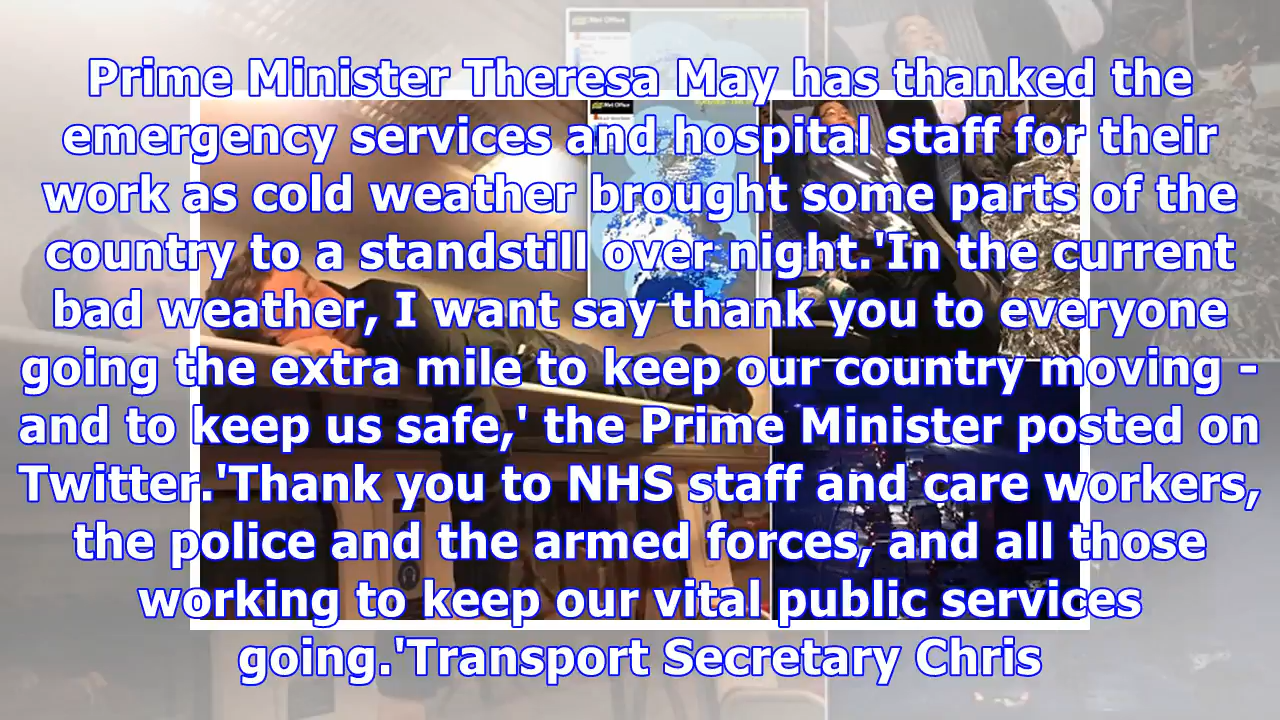 Met Office
Met Office
Prime Minister Theresa May has thanked the
emergency services and hospital staff for their
work as cold weather brought some parts of the
country to a standstill over night.'In the current
bad weather, I want say thank you to everyone
going the extra mile to keep our country moving -
and to keep us safe,' the Prime Minister posted on
Twitter.'Thank you to NHS staff and care workers,
the police and the armed forces, and all those
working to keep our vital public services
going.'Transport Secretary Chris